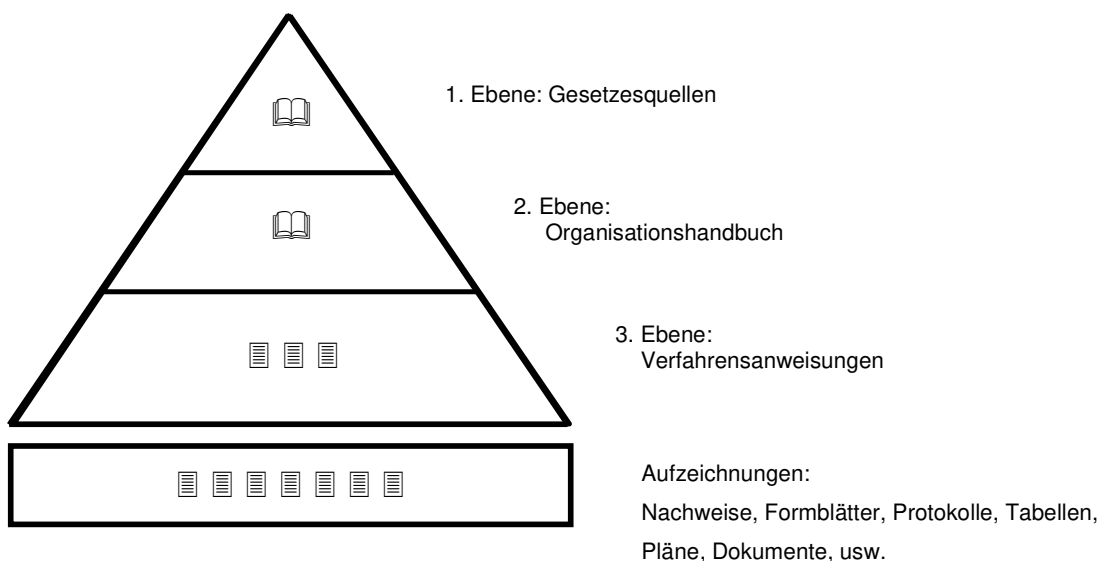 1. Ebene: Gesetzesquellen
2. Ebene:
Organisationshandbuch
3. Ebene:
Verfahrensanweisungen
Aufzeichnungen:
Nachweise, Formblätter, Protokolle, Tabellen,
Pläne, Dokumente, usw.